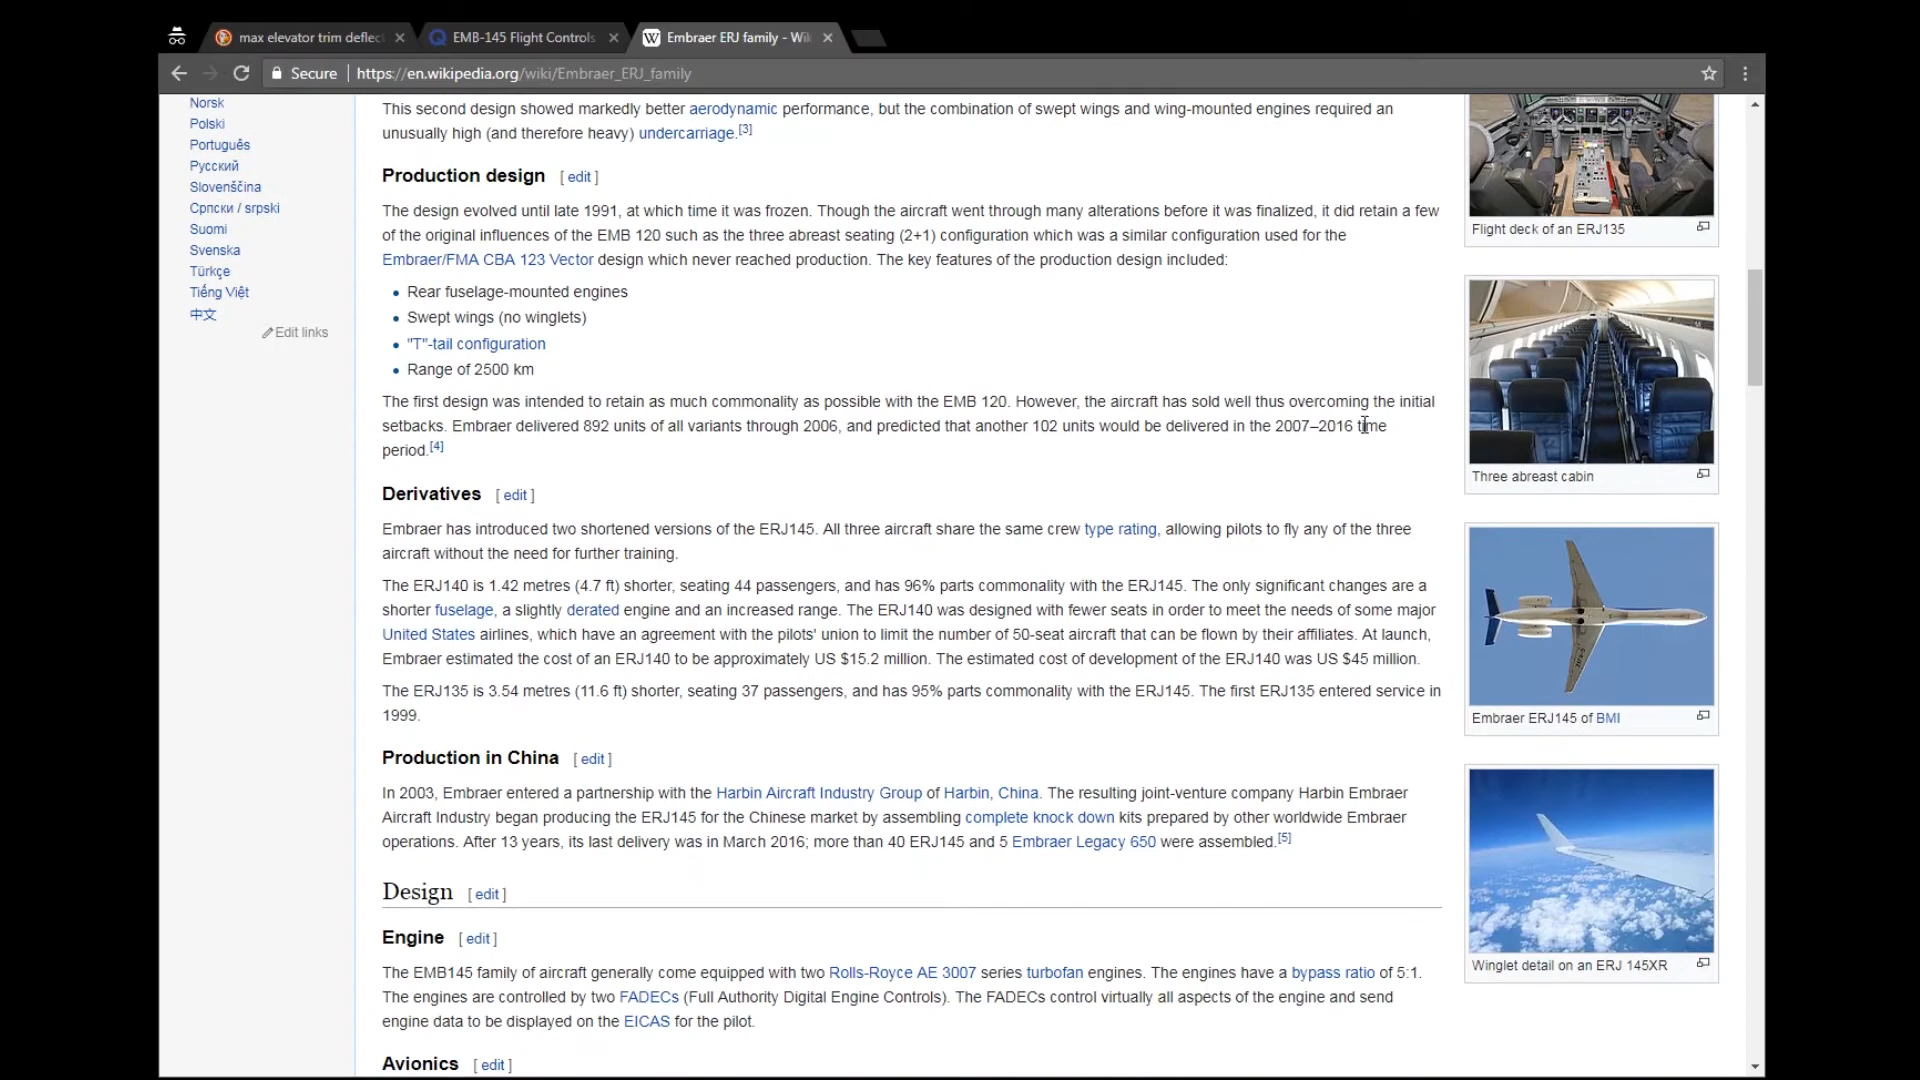 max elevator trim deflec
EMB-145 Flight Controls
W Embraer ERJ family - Wi
Secure https://en.wikipedia.org/wiki/Embraer_ERJ_family
Norsk
Polski
Português
Русский
Slovenščina
Српски / srpski
Suomi
Svenska
Türkçe
Tiếng Việt
中文
Edit links
This second design showed markedly better aerodynamic performance, but the combination of swept wings and wing-mounted engines required an
unusually high (and therefore heavy) undercarriage.[3]
Production design [ edit ]
The design evolved until late 1991, at which time it was frozen. Though the aircraft went through many alterations before it was finalized, it did retain a few
of the original influences of the EMB 120 such as the three abreast seating (2+1) configuration which was a similar configuration used for the
Embraer/FMA CBA 123 Vector design which never reached production. The key features of the production design included:
• Rear fuselage-mounted engines
• Swept wings (no winglets)
• "T"-tail configuration
• Range of 2500 km
The first design was intended to retain as much commonality as possible with the EMB 120. However, the aircraft has sold well thus overcoming the initial
setbacks. Embraer delivered 892 units of all variants through 2006, and predicted that another 102 units would be delivered in the 2007–2016 time
period.[4]
Derivatives [ edit ]
Embraer has introduced two shortened versions of the ERJ145. All three aircraft share the same crew type rating, allowing pilots to fly any of the three
aircraft without the need for further training.
The ERJ140 is 1.42 metres (4.7 ft) shorter, seating 44 passengers, and has 96% parts commonality with the ERJ145. The only significant changes are a
shorter fuselage, a slightly derated engine and an increased range. The ERJ140 was designed with fewer seats in order to meet the needs of some major
United States airlines, which have an agreement with the pilots' union to limit the number of 50-seat aircraft that can be flown by their affiliates. At launch,
Embraer estimated the cost of an ERJ140 to be approximately US $15.2 million. The estimated cost of development of the ERJ140 was US $45 million.
The ERJ135 is 3.54 metres (11.6 ft) shorter, seating 37 passengers, and has 95% parts commonality with the ERJ145. The first ERJ135 entered service in
1999.
Production in China [ edit ]
In 2003, Embraer entered a partnership with the Harbin Aircraft Industry Group of Harbin, China. The resulting joint-venture company Harbin Embraer
Aircraft Industry began producing the ERJ145 for the Chinese market by assembling complete knock down kits prepared by other worldwide Embraer
operations. After 13 years, its last delivery was in March 2016; more than 40 ERJ145 and 5 Embraer Legacy 650 were assembled.[5]
Design [ edit ]
Engine [ edit ]
The EMB145 family of aircraft generally come equipped with two Rolls-Royce AE 3007 series turbofan engines. The engines have a bypass ratio of 5:1.
The engines are controlled by two FADECs (Full Authority Digital Engine Controls). The FADECs control virtually all aspects of the engine and send
engine data to be displayed on the EICAS for the pilot.
Avionics [ edit ]
Flight deck of an ERJ135
Three abreast cabin
Embraer ERJ145 of BMI
Winglet detail on an ERJ 145XR